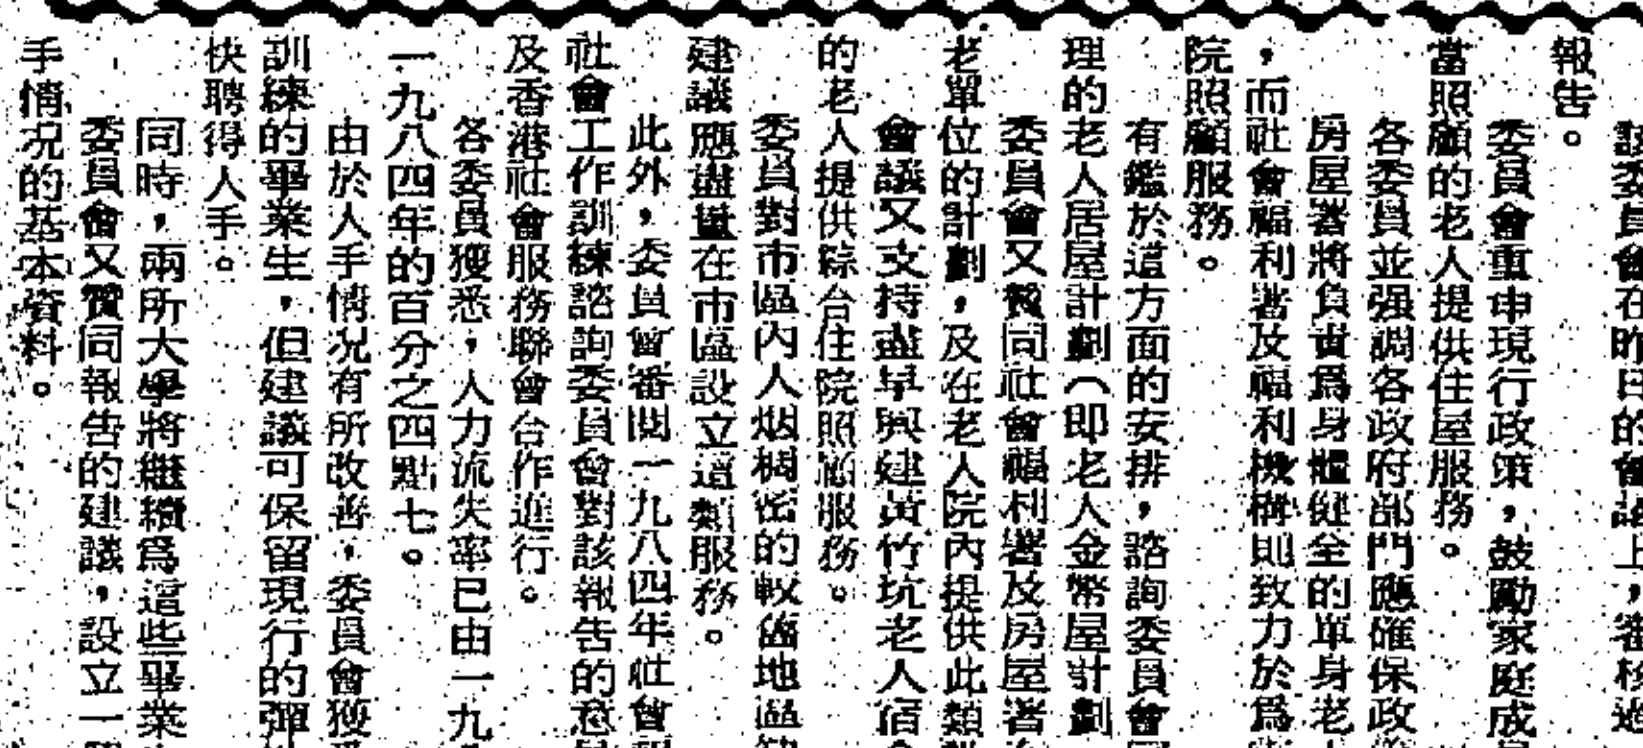 該委員會在昨日的會議上，審核過
報告。
委員會重申現行政策，鼓勵家庭成
當照顧的老人提供住屋服務。
各委員並强調各政府部門應確保政
房屋署將負責爲身體健全的單身老
，而社會福利署及福利機構則致力於爲
院照顧服務。
有鑑於這方面的安排，諮詢委員會
理的老人居屋計劃（即老人金幣屋計劃
委員會又贊同社會福利署及房屋署
老單位的計劃，及在老人院內提供此類
會議又支持盡早興建黃竹坑老人宿
的老人提供綜合住院照顧服務。
委員對市區內人烟稠密的較舊地區
建議應盡量在市區設立這類服務。
此外，委員會審閱一九八四年社會
社會工作訓練諮詢委員會對該報告的意
及香港社會服務聯會合作進行。
各委員獲悉，人力流失率已由一九
一九八四年的百分之四點七。
由於人手情况有所改善，委員會獲
訓練的畢業生，但建議可保留現行的彈
快聘得人手。
同時，兩所大學將繼續爲這些畢業
委員會又贊同報告的建議，設立一
手情况的基本資料。